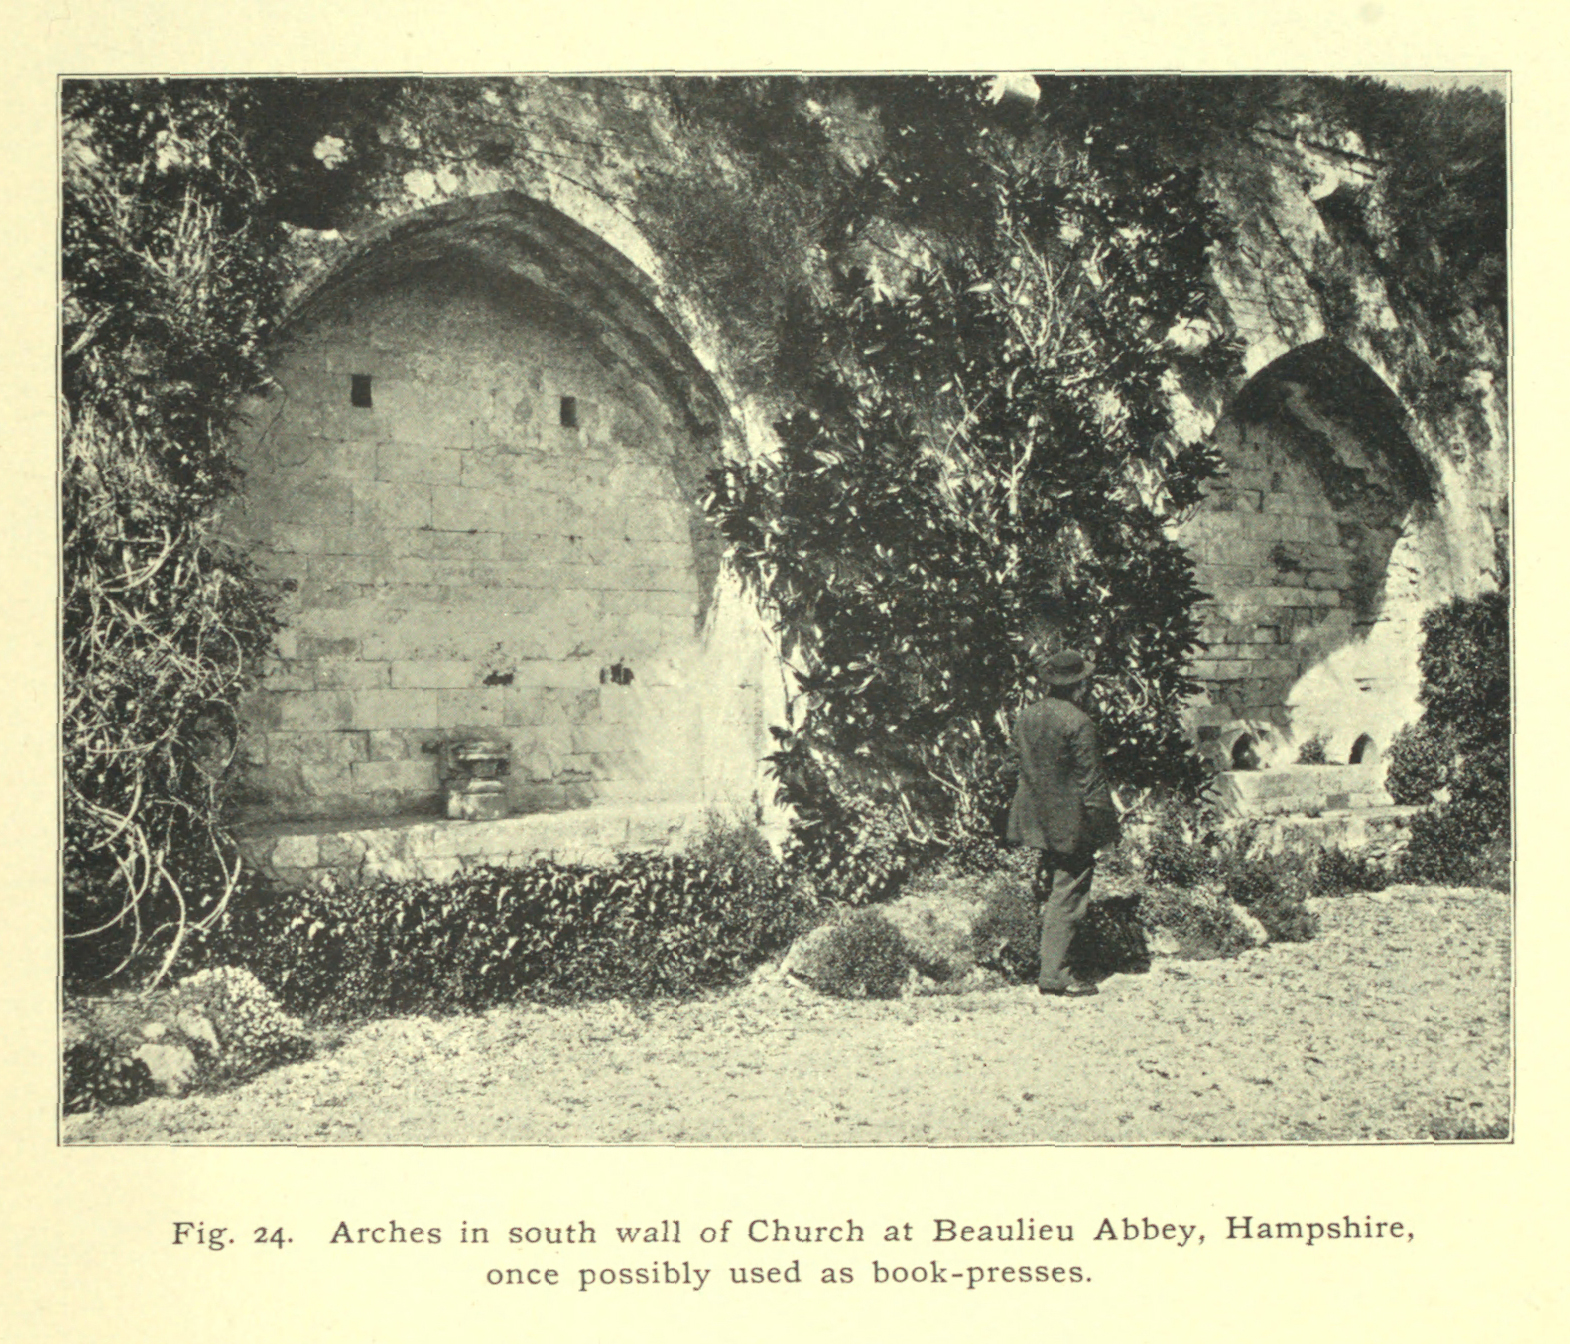 Fig. 24. Arches in south wall of Church at Beaulieu Abbey, Hampshire,
once possibly used as book-presses.